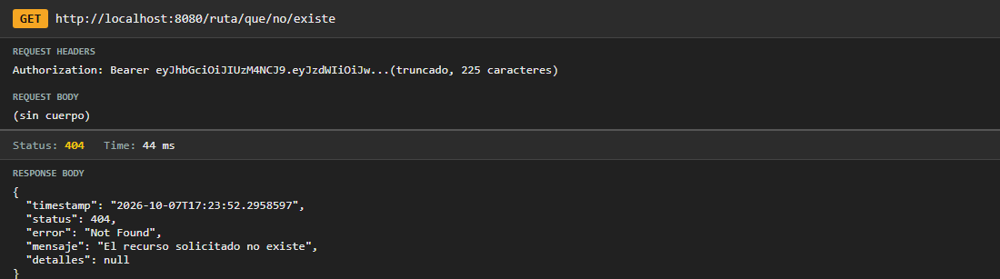 GET http://localhost:8080/ruta/que/no/existe
REQUEST HEADERS
Authorization: Bearer eyJhbGciOiJIUzM4NCJ9.eyJzdWIiOiJw...(truncado, 225 caracteres)
REQUEST BODY
(sin cuerpo)
Status: 404 Time: 44 ms
RESPONSE BODY
{
  "timestamp": "2026-10-07T17:23:52.2958597",
  "status": 404,
  "error": "Not Found",
  "mensaje": "El recurso solicitado no existe",
  "detalles": null
}